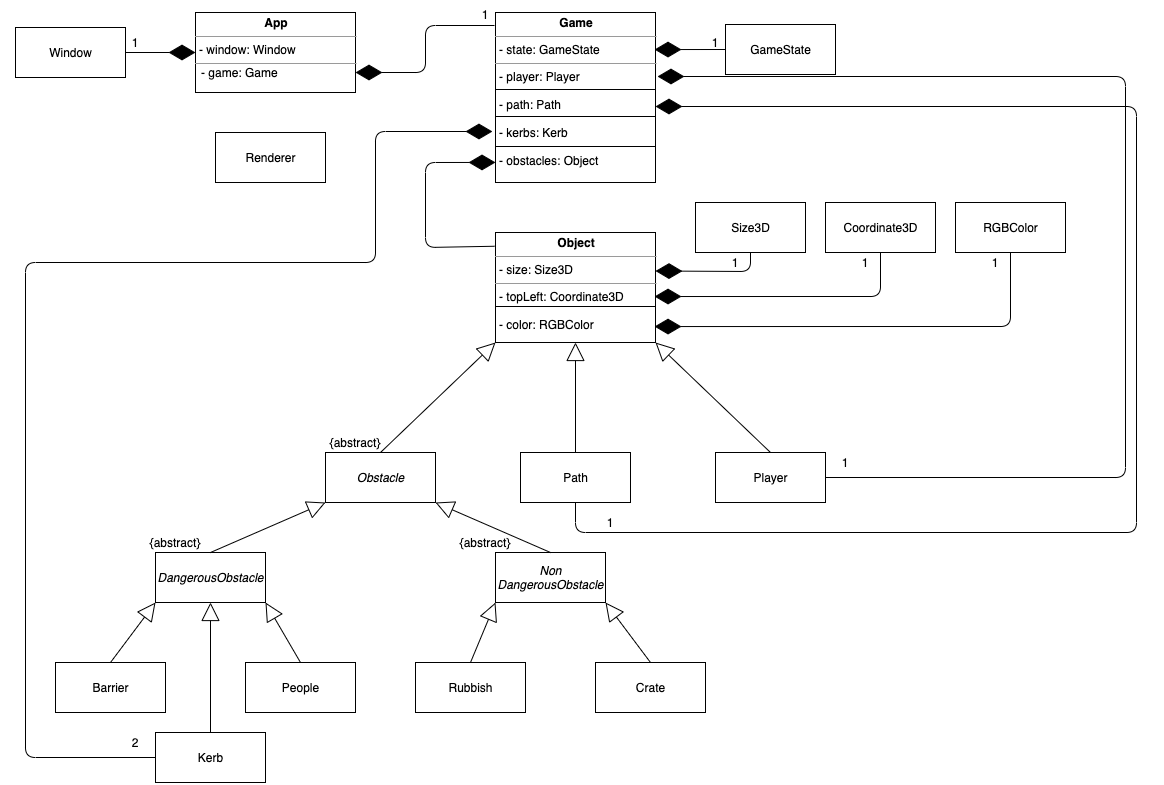 App
1
Game
Window
1
- window: Window
- state: GameState
1
GameState
- game: Game
- player: Player
- path: Path
- kerbs: Kerb
Renderer
- obstacles: Object
Object
Size3D
Coordinate3D
RGBColor
- size: Size3D
1
1
1
- topLeft: Coordinate3D
- color: RGBColor
{abstract}
Obstacle
Path
Player
1
1
{abstract}
DangerousObstacle
{abstract}
Non
DangerousObstacle
Barrier
People
Rubbish
Crate
2
Kerb